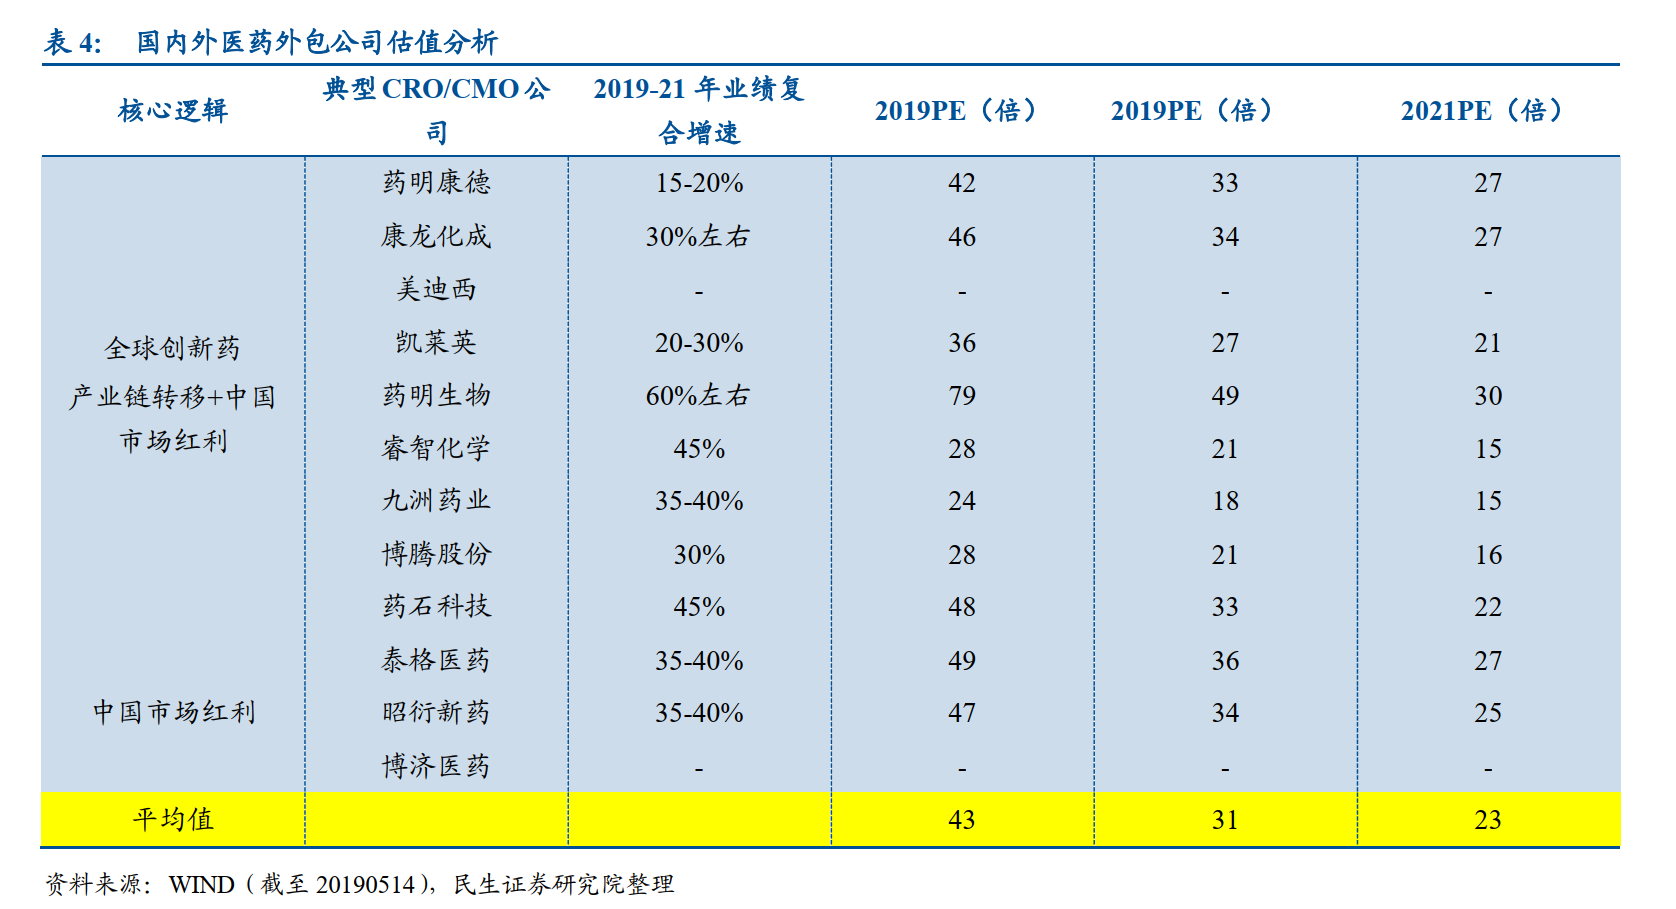 表 4： 国内外医药外包公司估值分析
核心逻辑 典型 CRO/CMO 公司 2019-21 年业绩复合增速 2019PE（倍） 2019PE（倍） 2021PE（倍）
药明康德 15-20% 42 33 27
康龙化成 30%左右 46 34 27
美迪西 - - - -
全球创新药
产业链转移+中国
市场红利
凯莱英 20-30% 36 27 21
药明生物 60%左右 79 49 30
睿智化学 45% 28 21 15
九洲药业 35-40% 24 18 15
博腾股份 30% 28 21 16
药石科技 45% 48 33 22
泰格医药 35-40% 49 36 27
中国市场红利 昭衍新药 35-40% 47 34 25
博济医药 - - - -
平均值 43 31 23
资料来源：WIND（截至 20190514），民生证券研究院整理